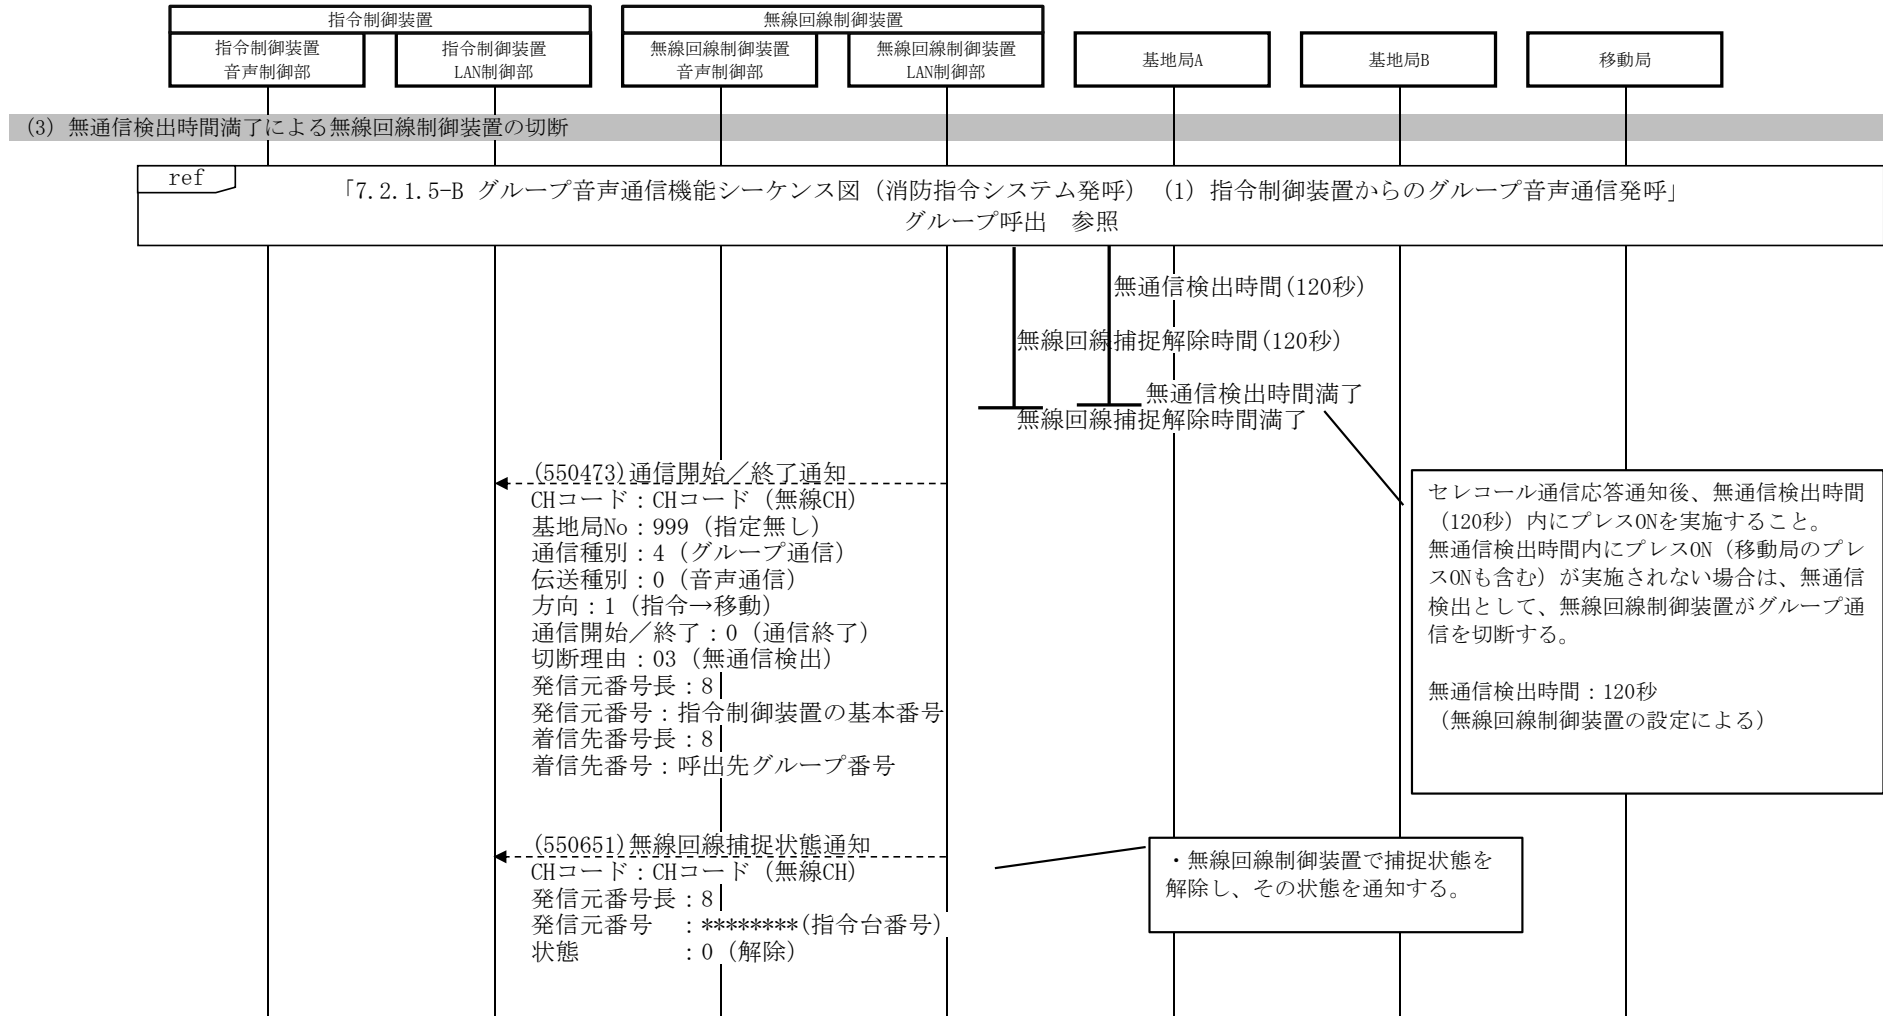 指令制御装置
無線回線制御装置
指令制御装置
音声制御部
指令制御装置
LAN制御部
無線回線制御装置
音声制御部
無線回線制御装置
LAN制御部
基地局A
基地局B
移動局
(3) 無通信検出時間満了による無線回線制御装置の切断
ref
「7.2.1.5-B グループ音声通信機能シーケンス図（消防指令システム発呼）（1）指令制御装置からのグループ音声通信発呼」
グループ呼出　参照
無通信検出時間(120秒)
無線回線捕捉解除時間(120秒)
無通信検出時間満了
無線回線捕捉解除時間満了
(550473)通信開始／終了通知
CHコード：CHコード（無線CH）
基地局No：999（指定無し）
通信種別：4（グループ通信）
伝送種別：0（音声通信）
方向：1（指令→移動）
通信開始／終了：0（通信終了）
切断理由：03（無通信検出）
発信元番号長：8
発信元番号：指令制御装置の基本番号
着信先番号長：8
着信先番号：呼出先グループ番号
セレコール通信応答通知後、無通信検出時間
（120秒）内にプレスONを実施すること。
無通信検出時間内にプレスON（移動局のプレ
スONも含む）が実施されない場合は、無通信
検出として、無線回線制御装置がグループ通
信を切断する。
無通信検出時間：120秒
（無線回線制御装置の設定による）
(550651)無線回線捕捉状態通知
CHコード：CHコード（無線CH）
発信元番号長：8
発信元番号　：********(指令台番号)
状態　　　　：0（解除）
・無線回線制御装置で捕捉状態を
解除し、その状態を通知する。